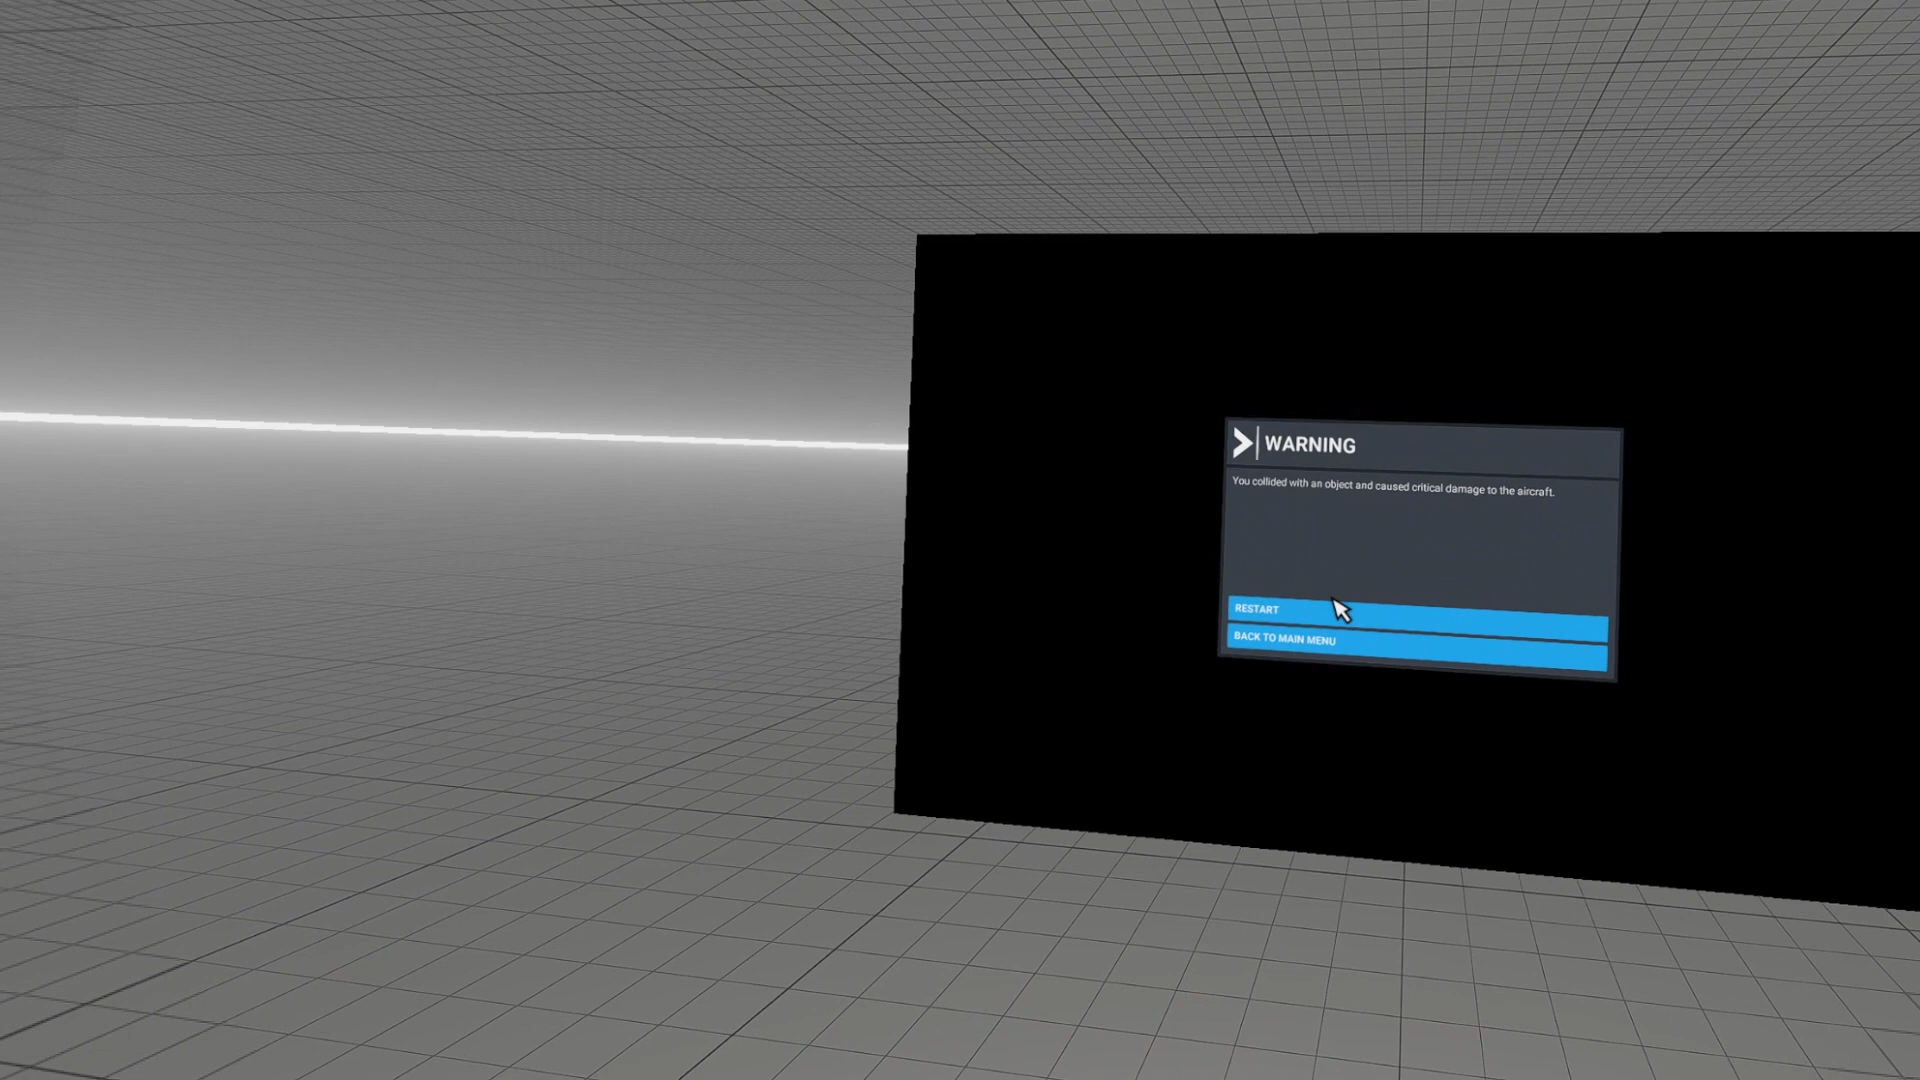 WARNING
You collided with an object and caused critical damage to the aircraft.
RESTART
BACK TO MAIN MENU